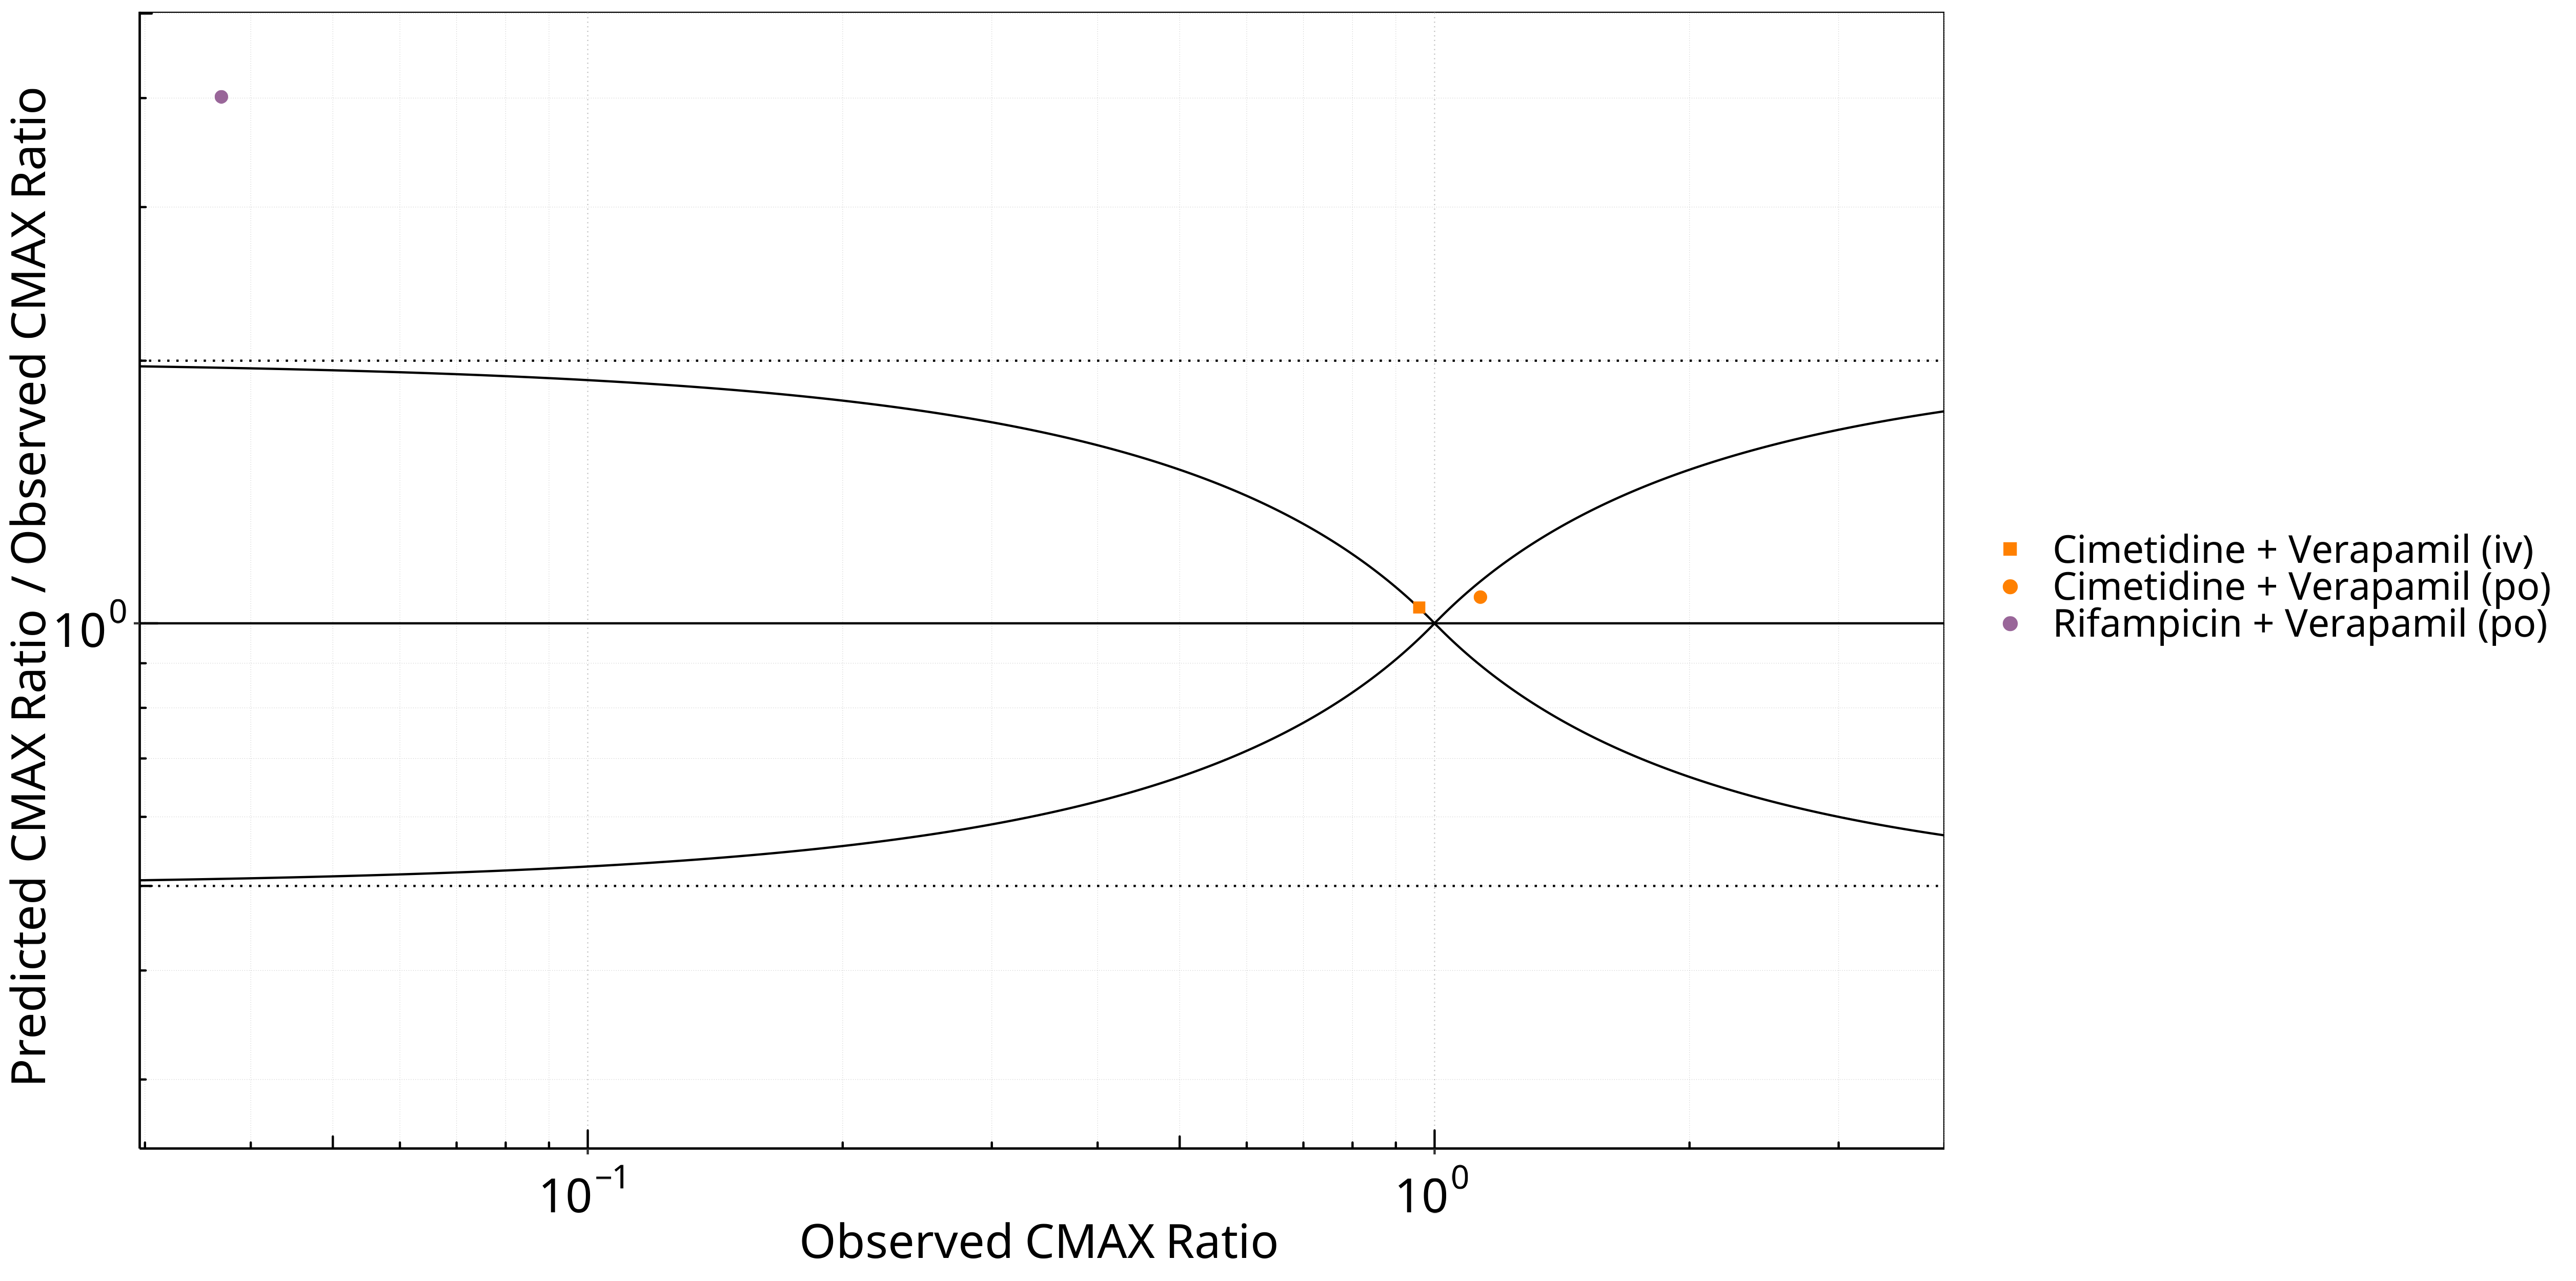 Predicted CMAX Ratio / Observed CMAX Ratio
10⁰
10⁻¹
10⁰
Observed CMAX Ratio
Cimetidine + Verapamil (iv)
Cimetidine + Verapamil (po)
Rifampicin + Verapamil (po)